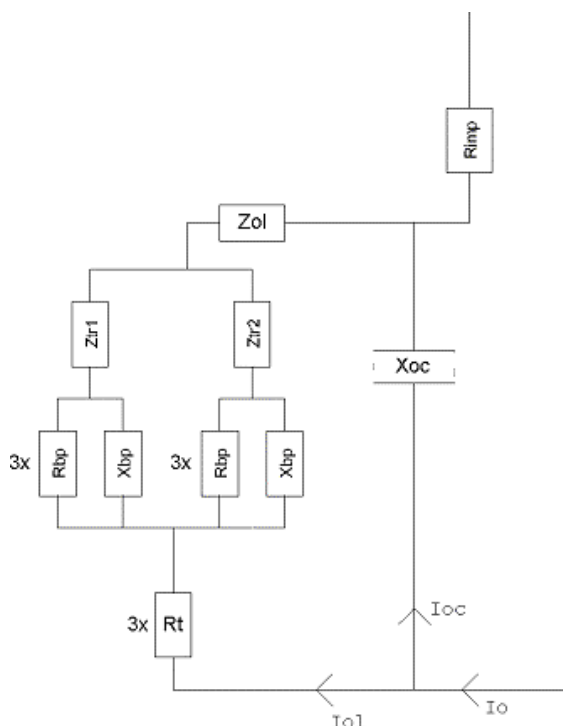 Rimp
Zol
Ztr1
Ztr2
Xoc
3x
Rbp
Xbp
3x
Rbp
Xbp
3x
Rt
Ioc
Iol
Io